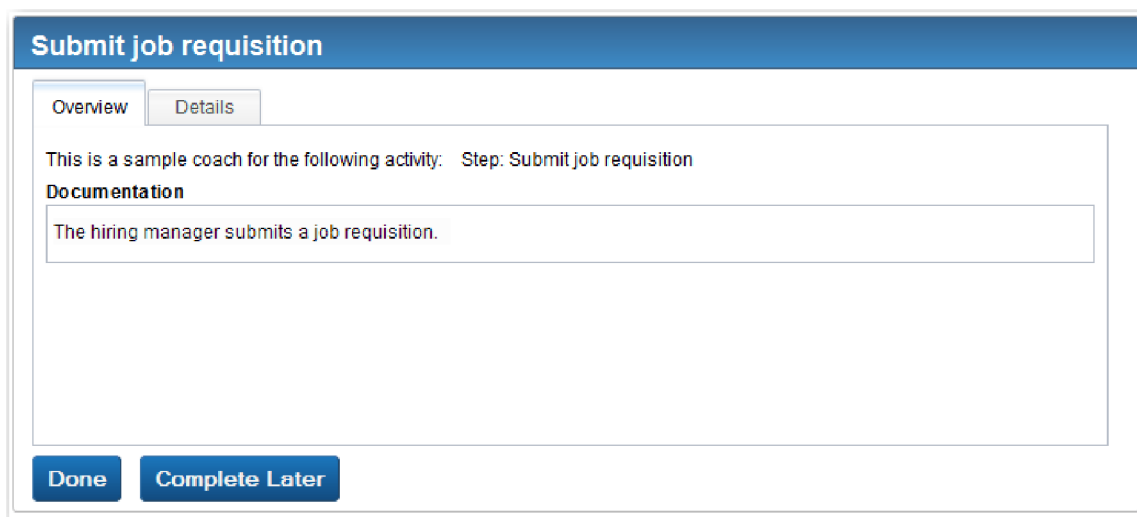 Submit job requisition
Overview Details
This is a sample coach for the following activity: Step: Submit job requisition
Documentation
The hiring manager submits a job requisition.
Done Complete Later